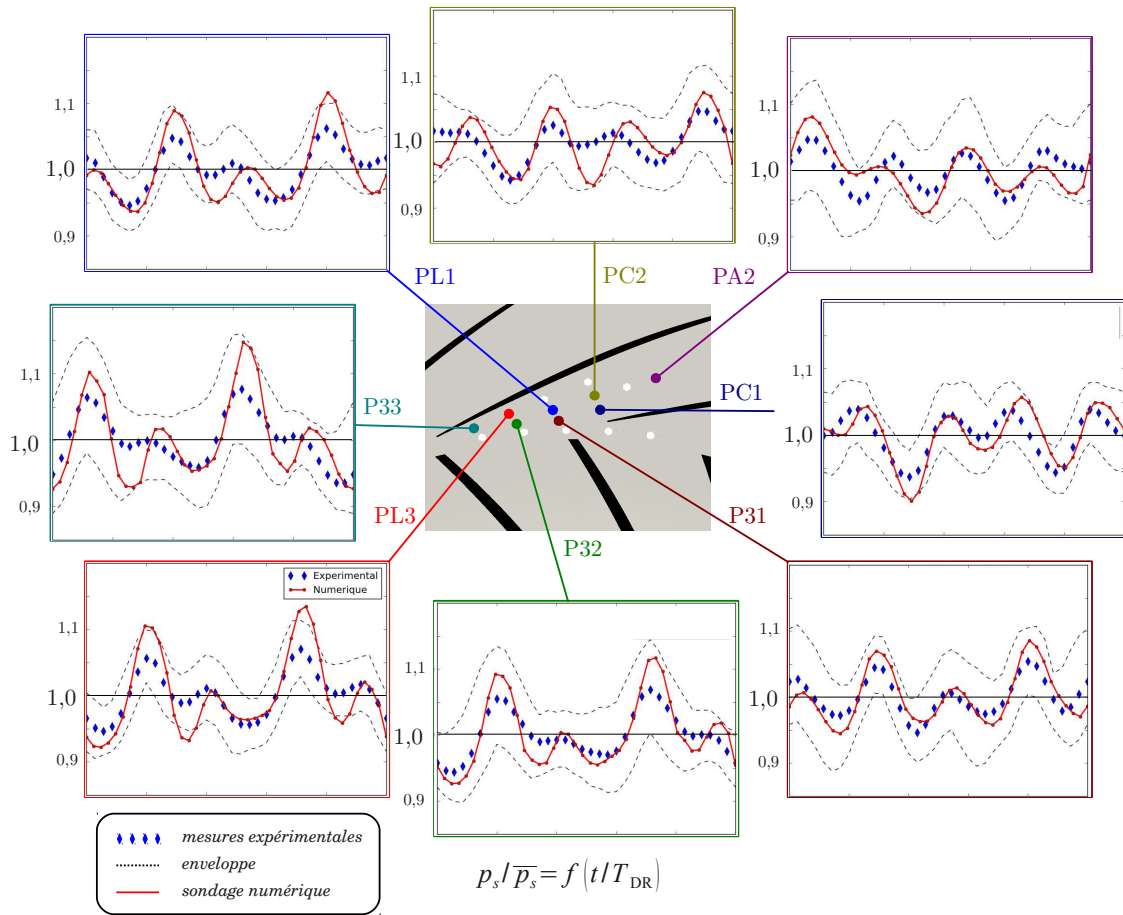 1,1
1,0
0,9
1,1
1,0
0,9
1,1
1,0
0,9
PL1
PC2
PA2
1,1
1,0
0,9
P33
PC1
1,1
1,0
0,9
PL3
P32
P31
Experimental
Numerique
1,1
1,0
0,9
1,1
1,0
0,9
1,1
1,0
0,9
mesures expérimentales
enveloppe
sondage numérique
p_s / \overline{p_s} = f(t / T_DR)